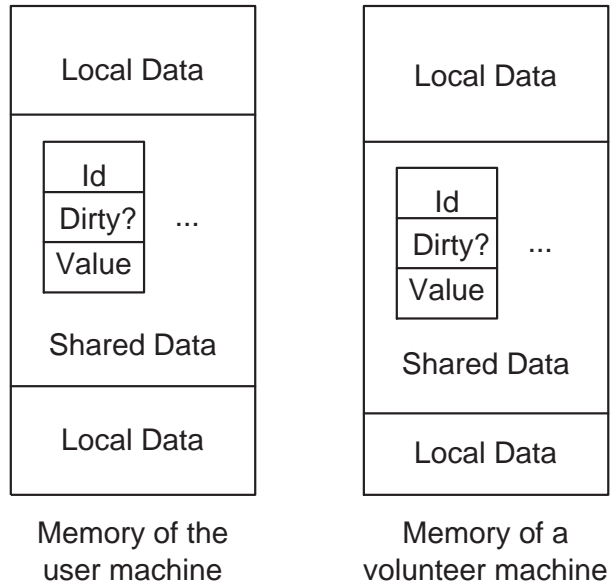 Local Data
Id
Dirty?
...
Value
Shared Data
Local Data
Memory of the
user machine
Local Data
Id
Dirty?
...
Value
Shared Data
Local Data
Memory of a
volunteer machine